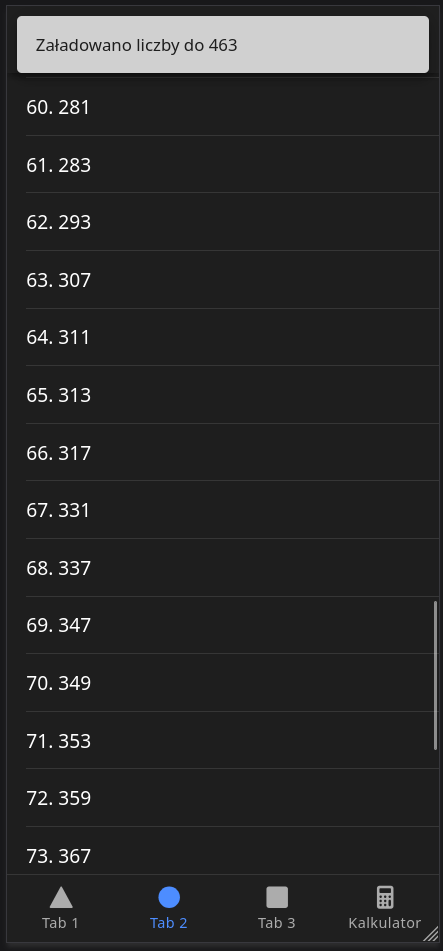 Załadowano liczby do 463
60. 281
61. 283
62. 293
63. 307
64. 311
65. 313
66. 317
67. 331
68. 337
69. 347
70. 349
71. 353
72. 359
73. 367
Tab 1
Tab 2
Tab 3
Kalkulator